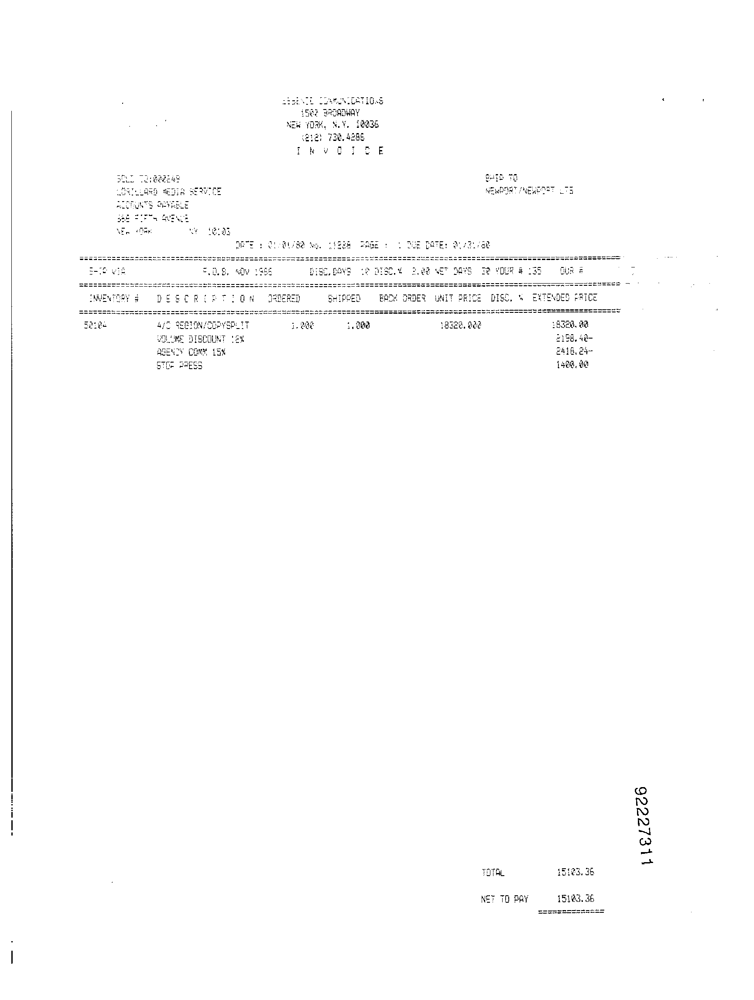 ESSENCE COMMUNICATIONS
1500 BROADWAY
NEW YORK, N.Y. 10036
(212) 730.4286
I N V O I C E
SOLD TO:000249 SHIP TO
LORILLARD MEDIA SERVICE NEWPORT/NEWPORT LTS
ACCOUNTS PAYABLE
666 FIFTH AVENUE
NEW YORK NY 10103
DATE : 01/01/80 No. 11288 PAGE : 1 DUE DATE: 01/31/80
SHIP VIA F.O.B. NOV 1986 DISC.DAYS 10 DISC.% 2.00 NET DAYS 30 YOUR # 135 OUR #
INVENTORY # D E S C R I P T I O N ORDERED SHIPPED BACK ORDER UNIT PRICE DISC. % EXTENDED PRICE
50104 4/C REGION/COPYSPLIT 1.000 1.000 18320.000 18320.00
VOLUME DISCOUNT 12% 2198.40-
AGENCY COMM 15% 2418.24-
STOP PRESS 1400.00
92227311
TOTAL 15103.36
NET TO PAY 15103.36